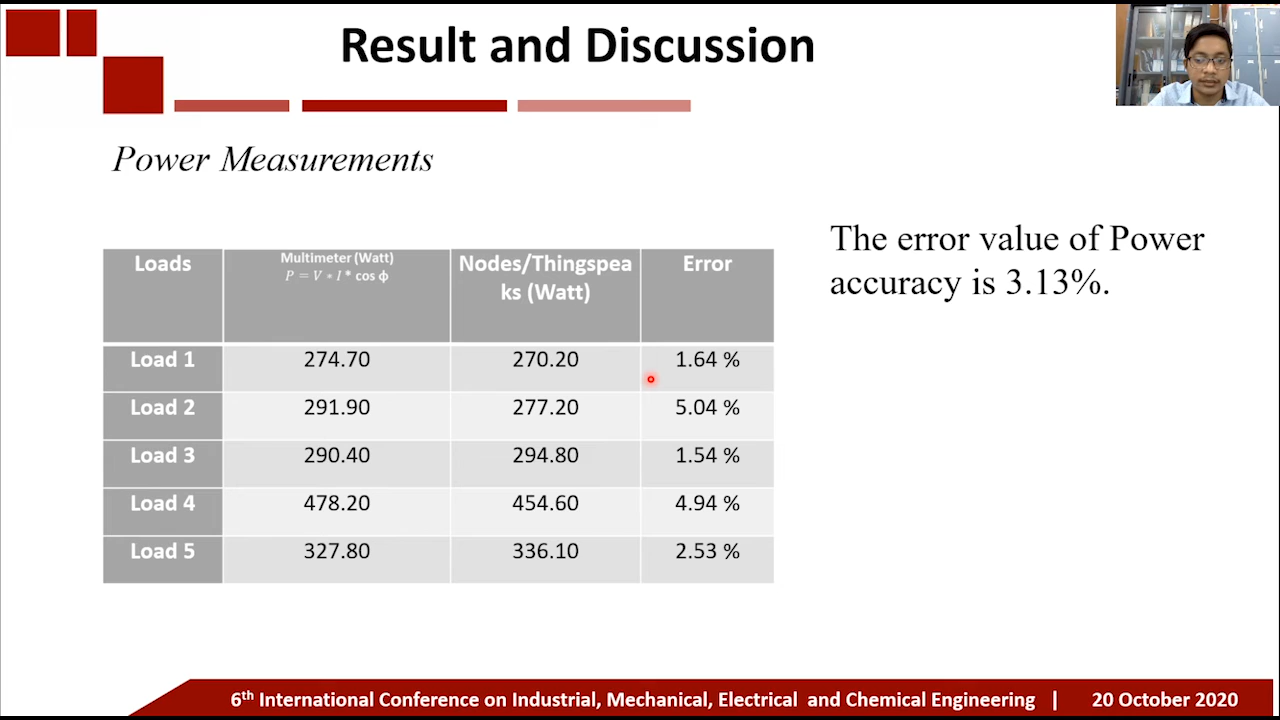 Result and Discussion
Power Measurements
The error value of Power
accuracy is 3.13%.
Loads Multimeter (Watt) Nodes/Thingspea Error
P = V * I * cos ϕ ks (Watt)
Load 1 274.70 270.20 1.64 %
Load 2 291.90 277.20 5.04 %
Load 3 290.40 294.80 1.54 %
Load 4 478.20 454.60 4.94 %
Load 5 327.80 336.10 2.53 %
6th International Conference on Industrial, Mechanical, Electrical and Chemical Engineering | 20 October 2020